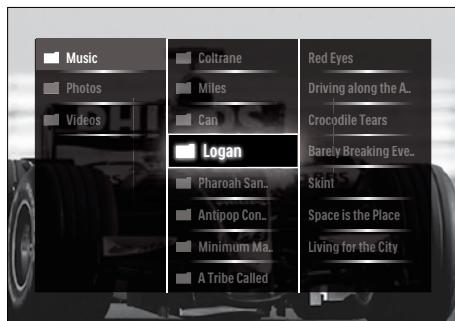 Music
Photos
Videos
Coltrane
Miles
Can
Logan
Pharoah San..
Antipop Con..
Minimum Ma..
A Tribe Called
Red Eyes
Driving along the A..
Crocodile Tears
Barely Breaking Eve..
Skint
Space is the Place
Living for the City